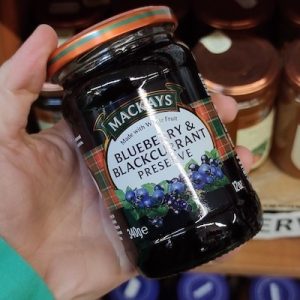 MACKAYS
Made with Whole Fruit
BLUEBERRY &
BLACKCURRANT
PRESERVE
340g e
12oz